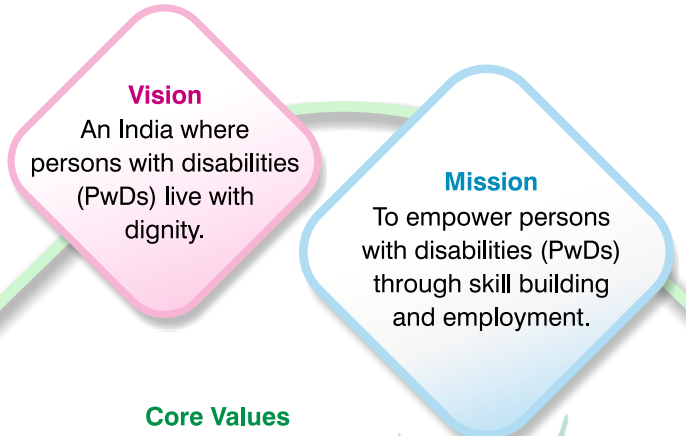 Vision
An India where
persons with disabilities
(PwDs) live with
dignity.
Mission
To empower persons
with disabilities (PwDs)
through skill building
and employment.
Core Values